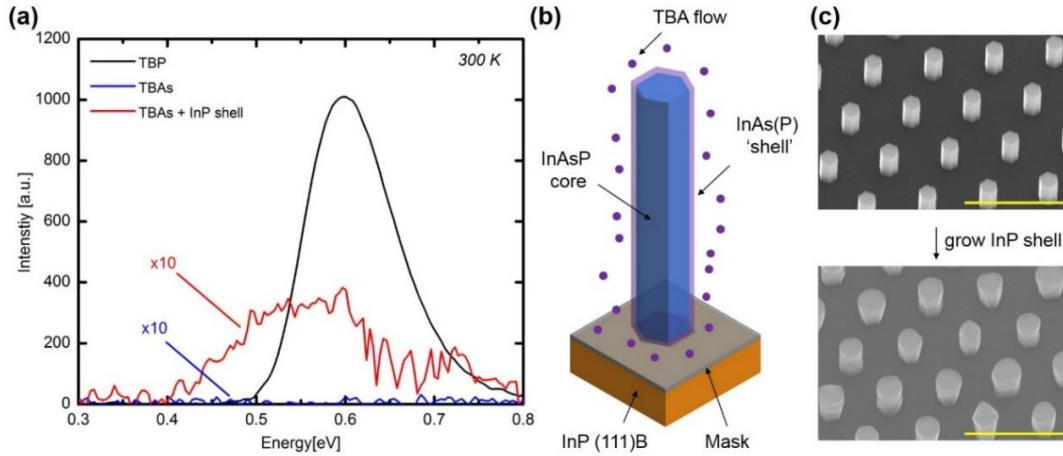 (a)
1200
1000
800
600
400
200
0
Intenstiy [a.u.]
TBP
TBAs
TBAs + InP shell
300 K
x10
x10
0.3
0.4
0.5
0.6
0.7
0.8
Energy[eV]
(b)
TBA flow
InAsP
core
InAs(P)
‘shell’
InP (111)B
Mask
(c)
grow InP shell